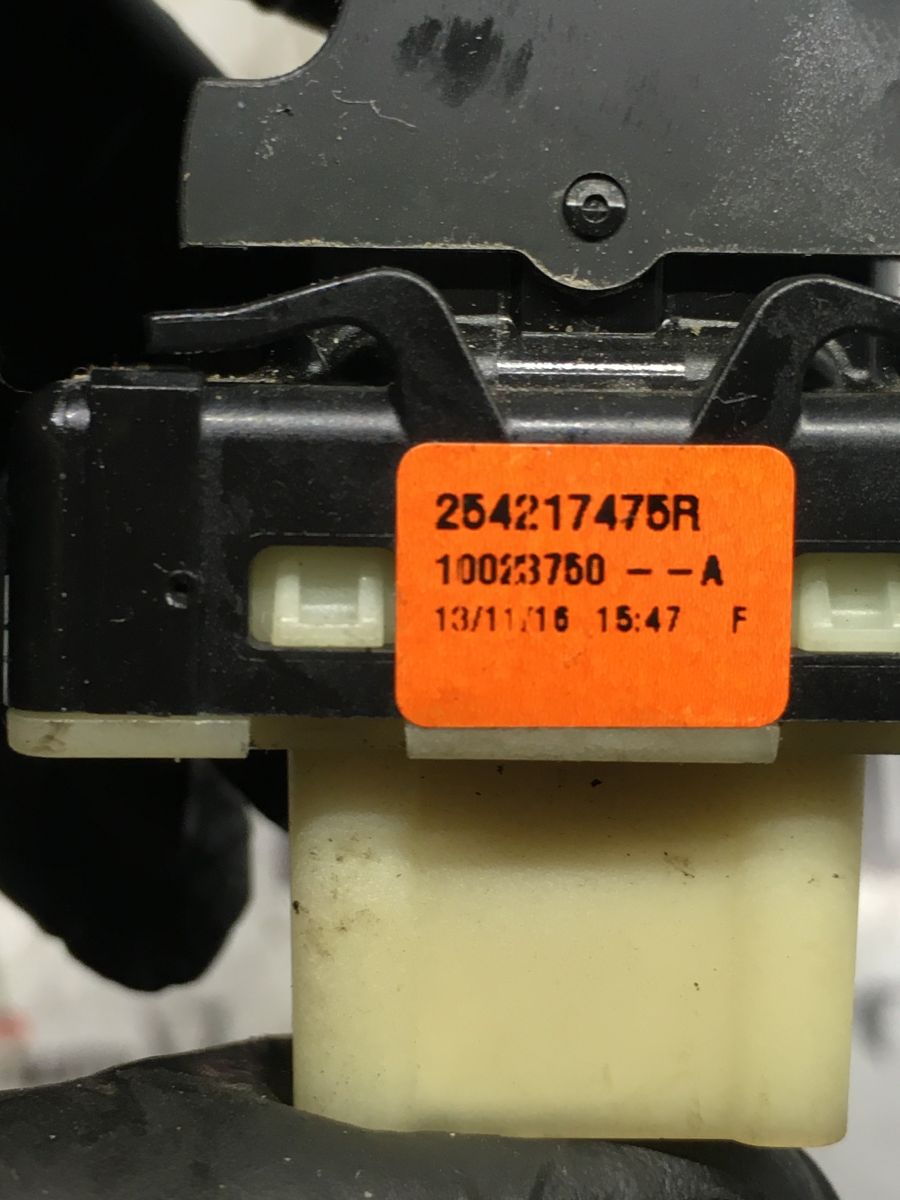 254217475R
10023750 -- A
13/11/16 15:47 F